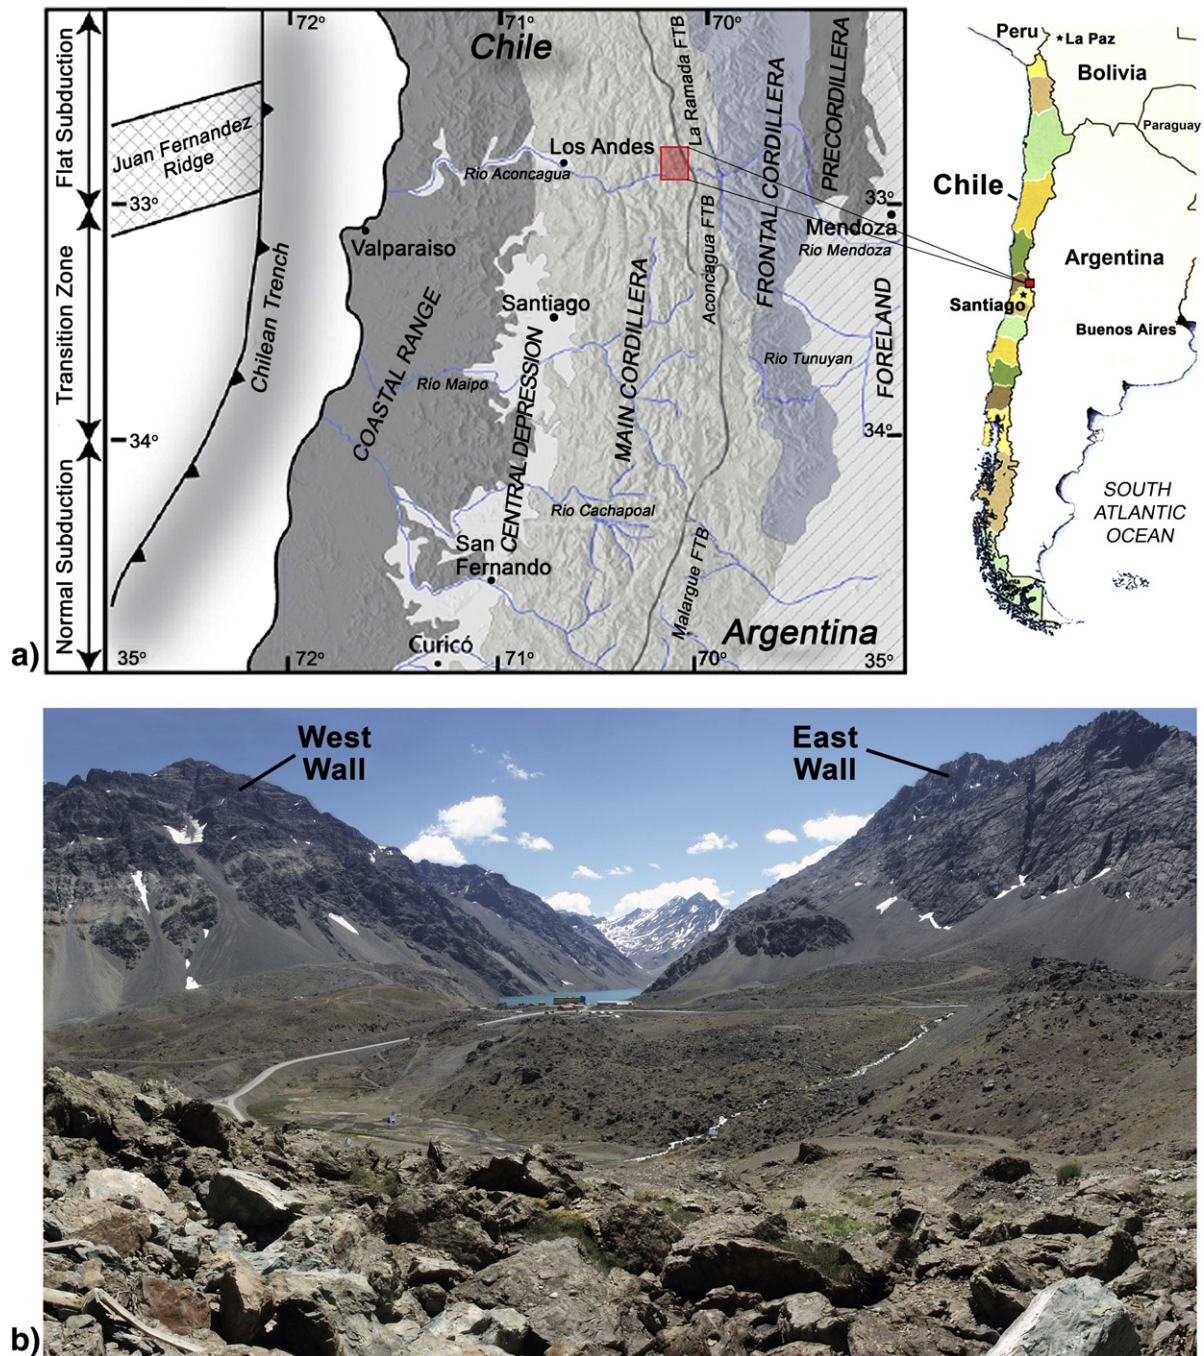 a)
Flat Subduction
Transition Zone
Normal Subduction
72°
71°
70°
Chile
Juan Fernandez
Ridge
Chilean Trench
Los Andes
Rio Aconcagua
La Ramada FTB
FRONTAL CORDILLERA
PRECORDILLERA
33°
33°
Valparaiso
Mendoza
Rio Mendoza
Aconcagua FTB
Santiago
COASTAL RANGE
CENTRAL DEPRESSION
MAIN CORDILLERA
FORELAND
Rio Maipo
Rio Tunuyan
34°
34°
Rio Cachapoal
San
Fernando
Malargue FTB
Curicó
Argentina
35°
72°
71°
70°
35°
Peru
La Paz
Bolivia
Paraguay
Chile
Argentina
Santiago
Buenos Aires
SOUTH
ATLANTIC
OCEAN
b)
West
Wall
East
Wall